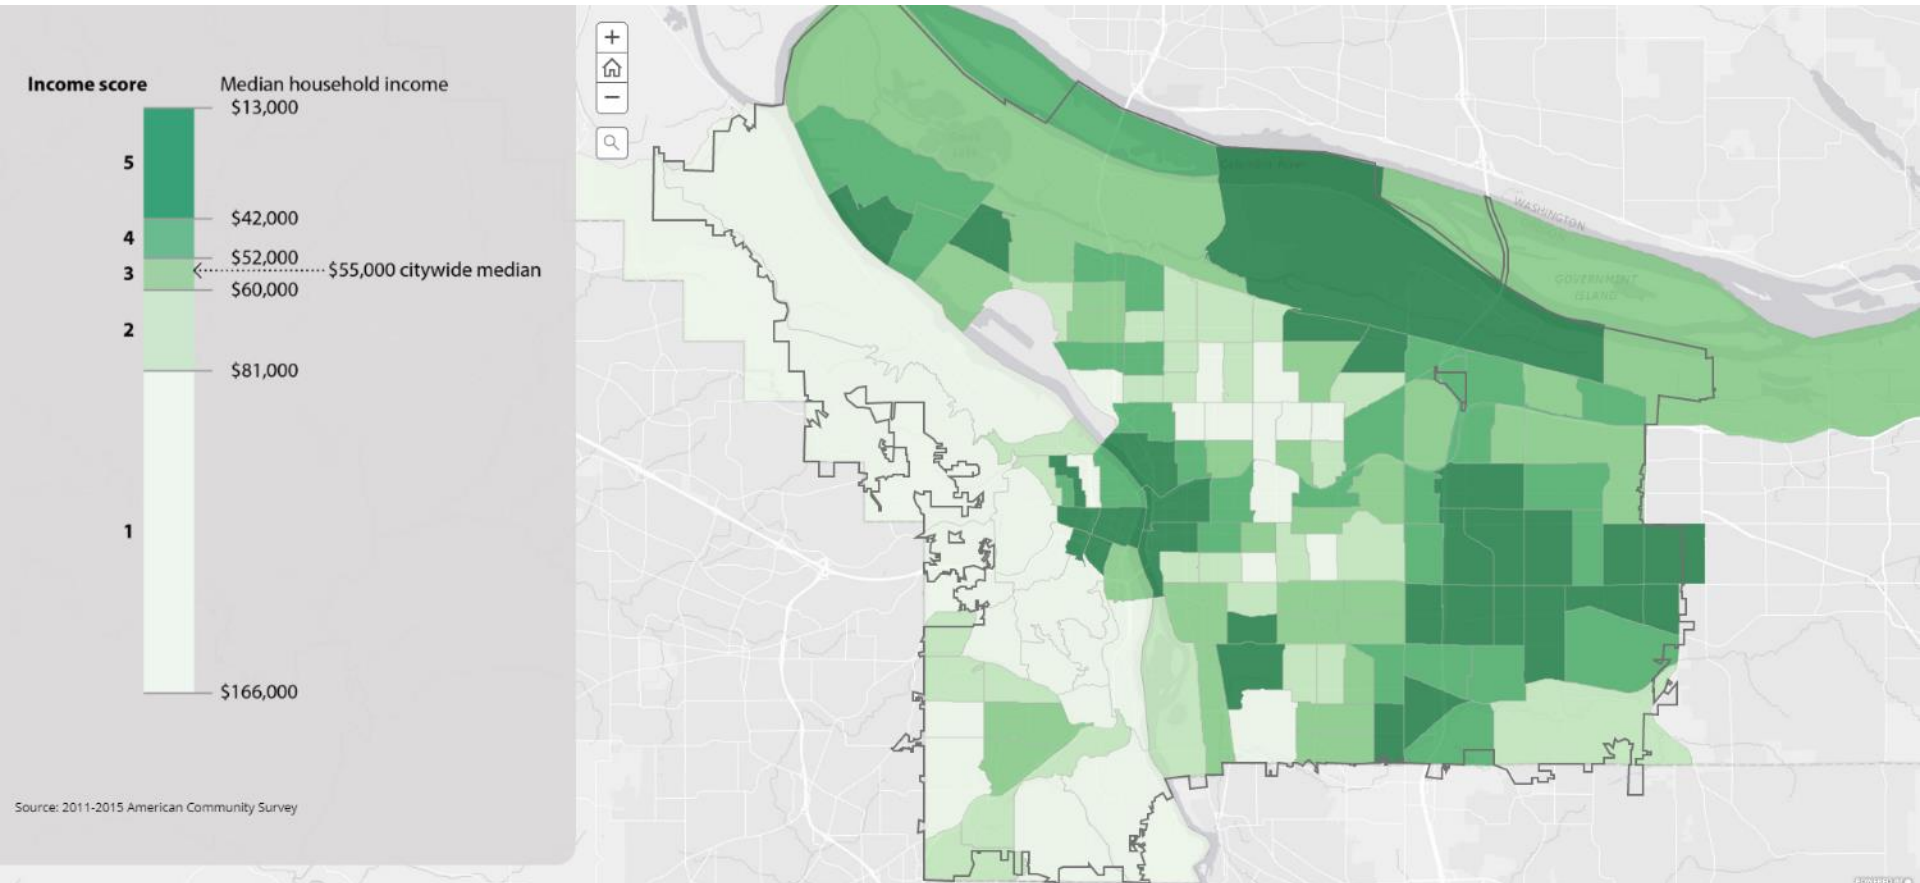 Income score
Median household income
$13,000
5
$42,000
4
$52,000
3
$55,000 citywide median
$60,000
2
$81,000
1
$166,000
Source: 2011-2015 American Community Survey
+
−
WASHINGTON
GOVERNMENT
ISLAND